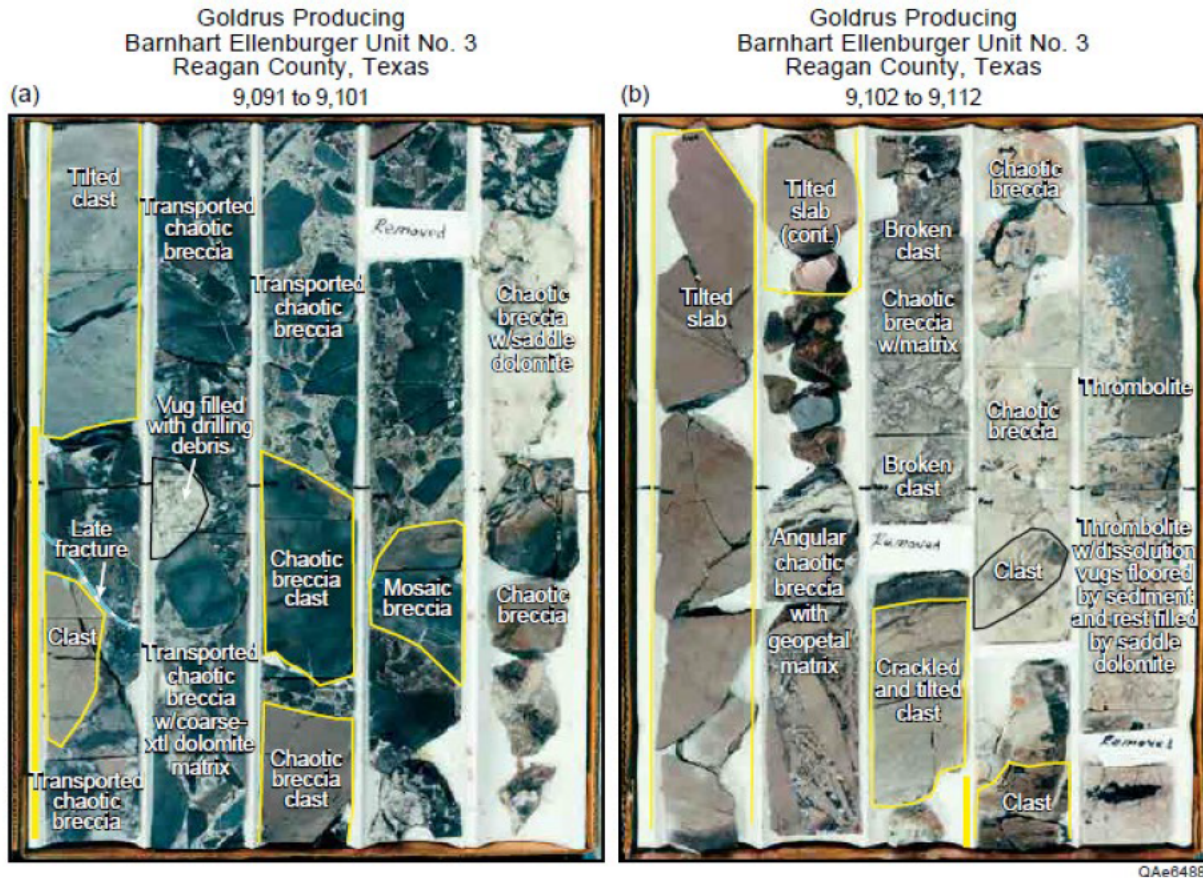 Goldrus Producing
Barnhart Ellenburger Unit No. 3
Reagan County, Texas
(a)
9,091 to 9,101
Tilted
clast
Late
fracture
Clast
Transported
chaotic
breccia
Transported
chaotic
breccia
Vug filled
with drilling
debris
Transported
chaotic
breccia
w/coarse-
xtl dolomite
matrix
Transported
chaotic
breccia
Chaotic
breccia
clast
Chaotic
breccia
clast
Removed
Mosaic
breccia
Chaotic
breccia
w/saddle
dolomite
Chaotic
breccia
Goldrus Producing
Barnhart Ellenburger Unit No. 3
Reagan County, Texas
(b)
9,102 to 9,112
Tilted
slab
Tilted
slab
(cont.)
Angular
chaotic
breccia
with
geopetal
matrix
Broken
clast
Chaotic
breccia
w/matrix
Broken
clast
Removed
Crackled
and tilted
clast
Chaotic
breccia
Chaotic
breccia
Clast
Clast
Thrombolite
Thrombolite
w/dissolution
vugs floored
by sediment
and rest filled
by saddle
dolomite
Removed